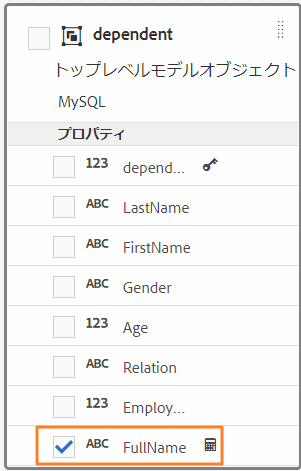 dependent
トップレベルモデルオブジェクト
MySQL
プロパティ
123 depend...
ABC LastName
ABC FirstName
ABC Gender
123 Age
ABC Relation
123 Employ...
ABC FullName